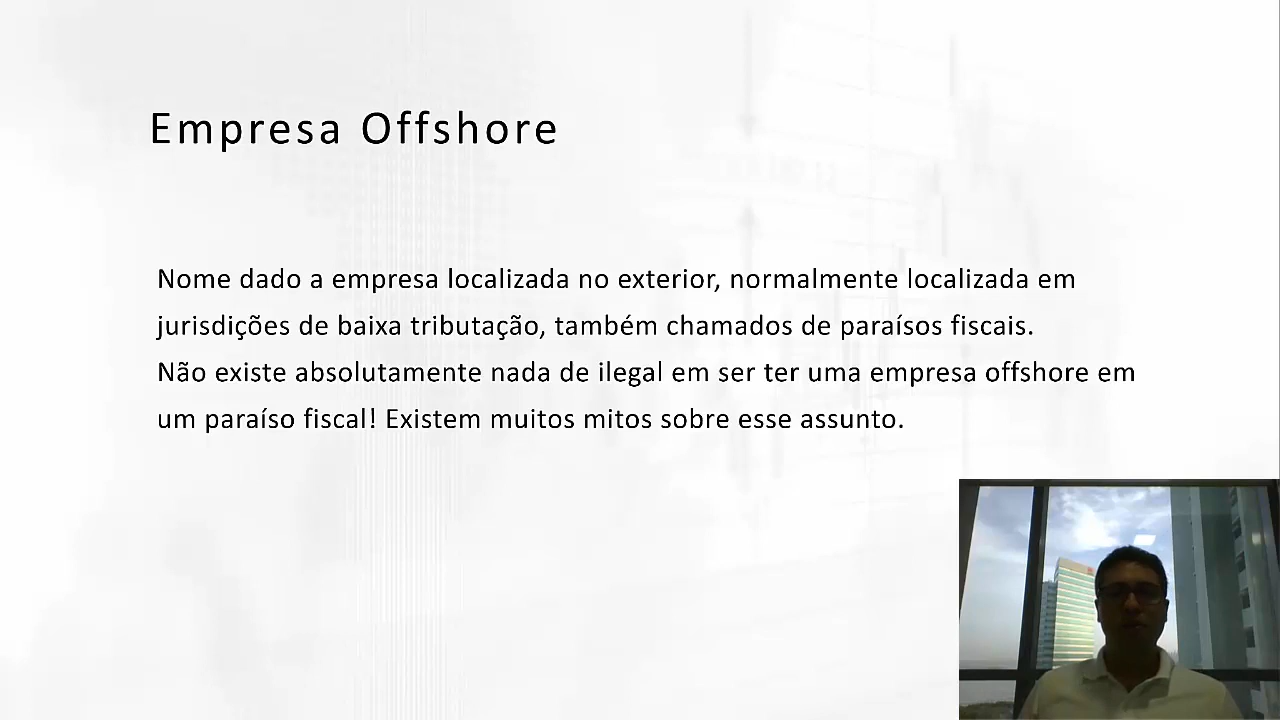 Empresa Offshore
Nome dado a empresa localizada no exterior, normalmente localizada em
jurisdições de baixa tributação, também chamados de paraísos fiscais.
Não existe absolutamente nada de ilegal em ser ter uma empresa offshore em
um paraíso fiscal! Existem muitos mitos sobre esse assunto.